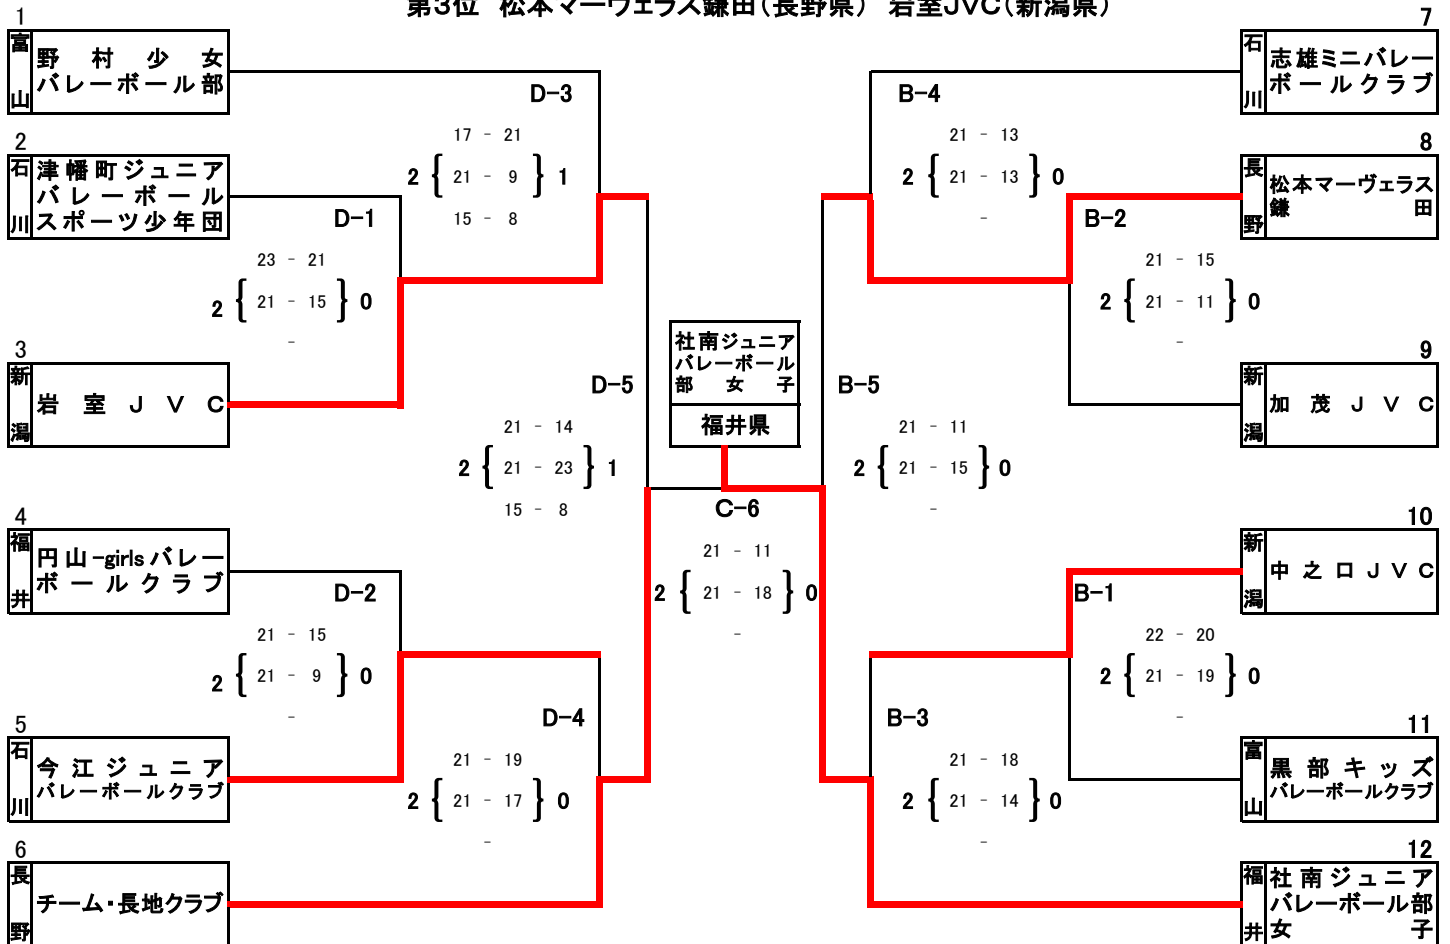 第3位 松本マーヴェラス鎌田(長野県) 岩室JVC(新潟県)
1
富山
野村少女
バレーボール部
2
石川
津幡町ジュニア
バレーボール
スポーツ少年団
3
新潟
岩室JVC
4
福井
円山-girlsバレー
ボールクラブ
5
石川
今江ジュニア
バレーボールクラブ
6
長野
チーム・長地クラブ
D-3
17 - 21
2 { 21 - 9 } 1
15 - 8
D-1
23 - 21
2 { 21 - 15 } 0
-
D-2
21 - 15
2 { 21 - 9 } 0
-
D-4
21 - 19
2 { 21 - 17 } 0
-
D-5
21 - 14
2 { 21 - 23 } 1
15 - 8
社南ジュニア
バレーボール
部女子
福井県
C-6
21 - 11
2 { 21 - 18 } 0
-
B-5
21 - 11
2 { 21 - 15 } 0
-
B-4
21 - 13
2 { 21 - 13 } 0
-
B-2
21 - 15
2 { 21 - 11 } 0
-
B-1
22 - 20
2 { 21 - 19 } 0
-
B-3
21 - 18
2 { 21 - 14 } 0
-
7
石川
志雄ミニバレー
ボールクラブ
8
長野
松本マーヴェラス
鎌田
9
新潟
加茂JVC
10
新潟
中之口JVC
11
富山
黒部キッズ
バレーボールクラブ
12
福井
社南ジュニア
バレーボール部
女子